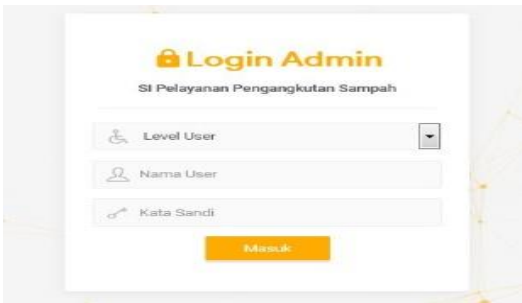 Login Admin
SI Pelayanan Pengangkutan Sampah
Level User
Nama User
Kata Sandi
Masuk